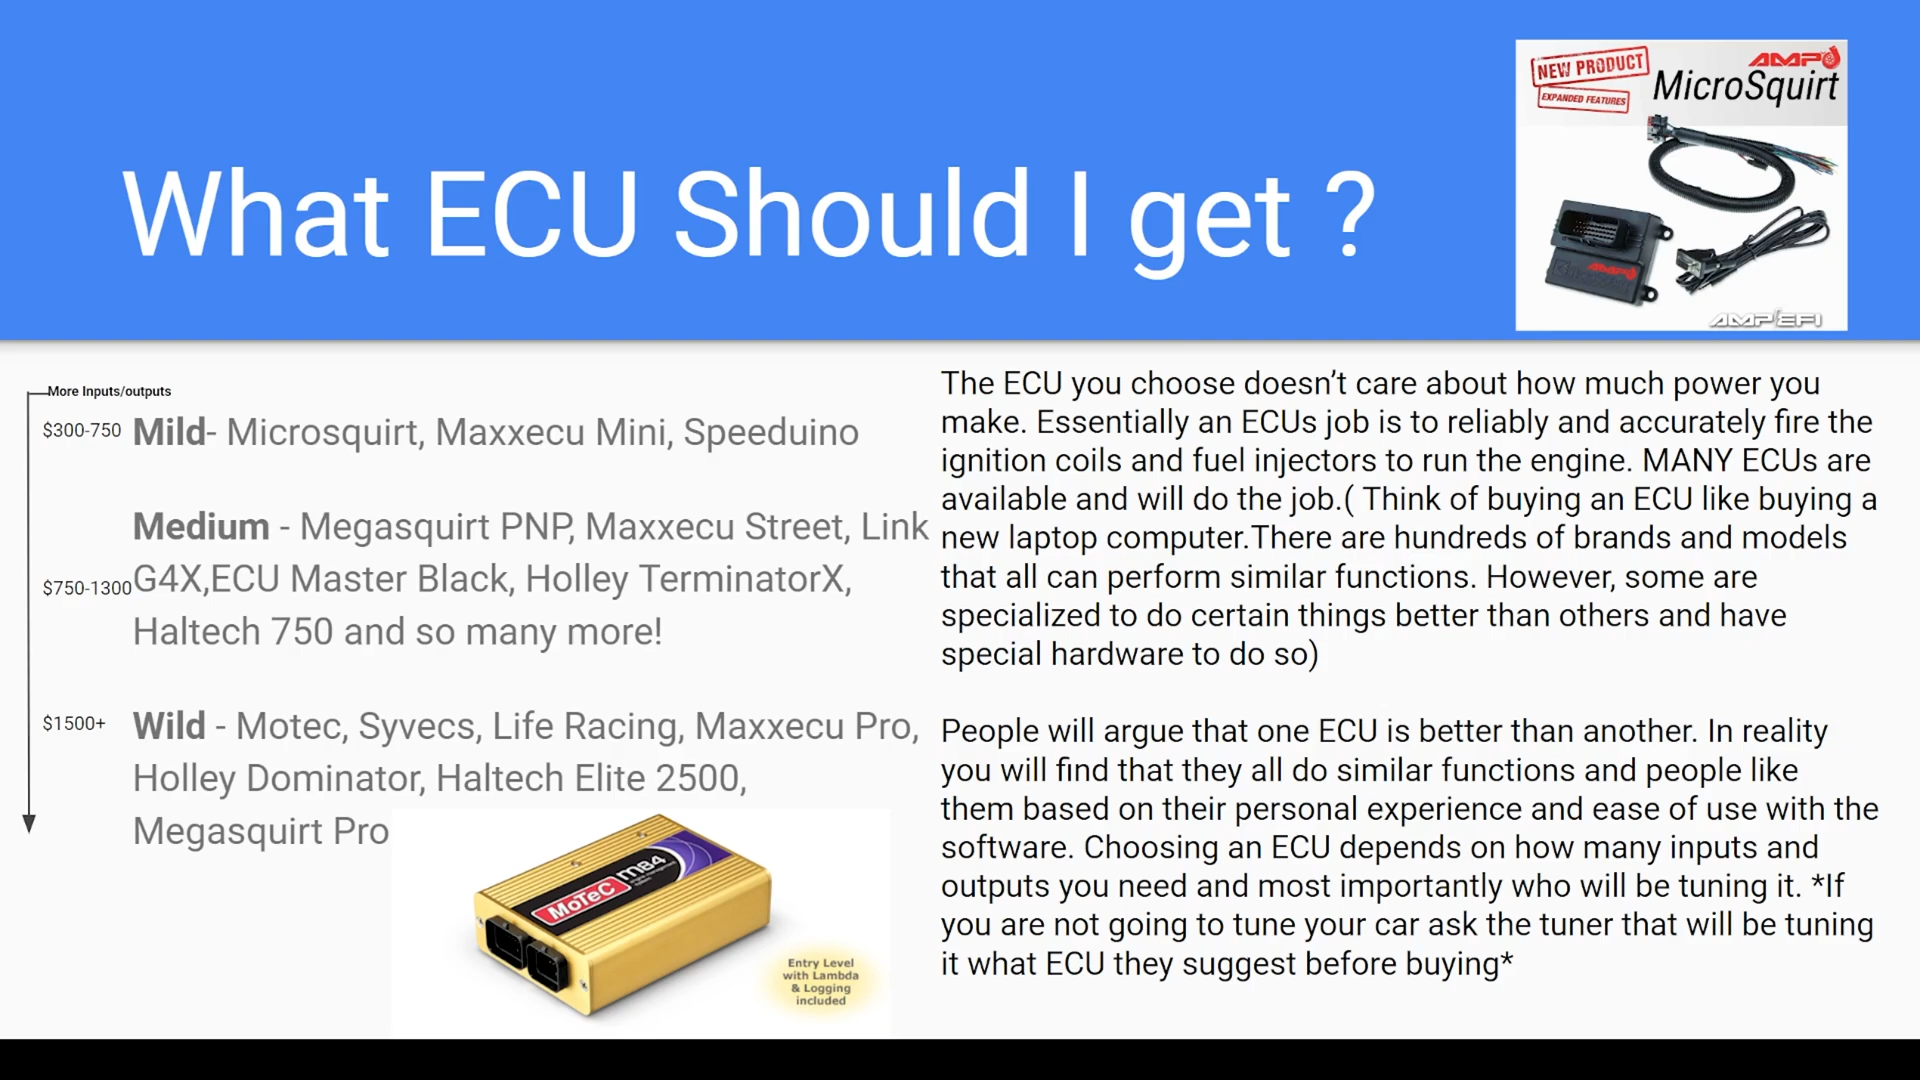 NEW PRODUCT
EXPANDED FEATURES
AMP
MicroSquirt
AMP
AMP EFI
What ECU Should I get ?
More Inputs/outputs
$300-750 Mild- Microsquirt, Maxxecu Mini, Speeduino
Medium - Megasquirt PNP, Maxxecu Street, Link
$750-1300 G4X,ECU Master Black, Holley TerminatorX,
Haltech 750 and so many more!
$1500+ Wild - Motec, Syvecs, Life Racing, Maxxecu Pro,
Holley Dominator, Haltech Elite 2500,
Megasquirt Pro
MoTeC m84
Entry Level
with Lambda
& Logging
included
The ECU you choose doesn’t care about how much power you
make. Essentially an ECUs job is to reliably and accurately fire the
ignition coils and fuel injectors to run the engine. MANY ECUs are
available and will do the job.( Think of buying an ECU like buying a
new laptop computer.There are hundreds of brands and models
that all can perform similar functions. However, some are
specialized to do certain things better than others and have
special hardware to do so)
People will argue that one ECU is better than another. In reality
you will find that they all do similar functions and people like
them based on their personal experience and ease of use with the
software. Choosing an ECU depends on how many inputs and
outputs you need and most importantly who will be tuning it. *If
you are not going to tune your car ask the tuner that will be tuning
it what ECU they suggest before buying*